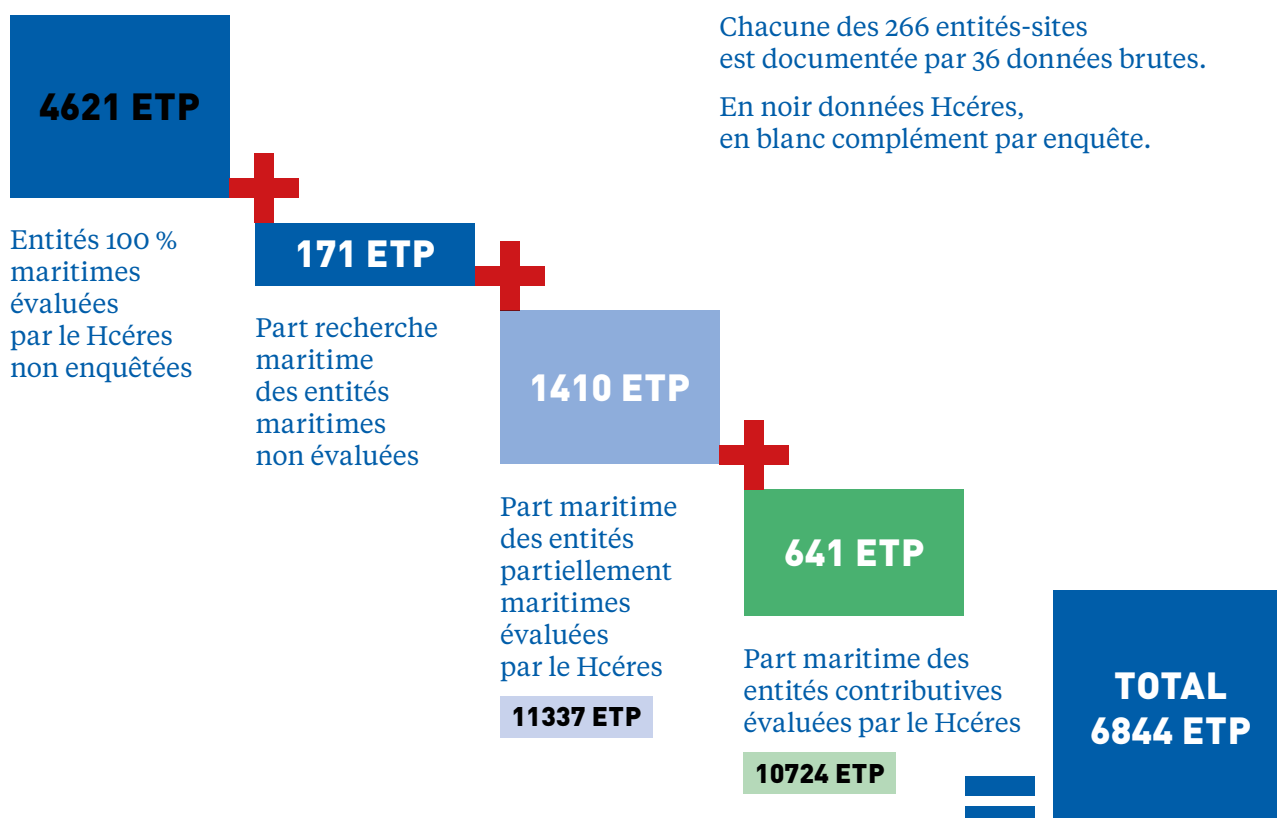 4621 ETP
Entités 100 %
maritimes
évaluées
par le Hcéres
non enquêtées
171 ETP
Part recherche
maritime
des entités
maritimes
non évaluées
1410 ETP
Part maritime
des entités
partiellement
maritimes
évaluées
par le Hcéres
11337 ETP
641 ETP
Part maritime des
entités contributives
évaluées par le Hcéres
10724 ETP
TOTAL
6844 ETP
Chacune des 266 entités-sites
est documentée par 36 données brutes.
En noir données Hcéres,
en blanc complément par enquête.